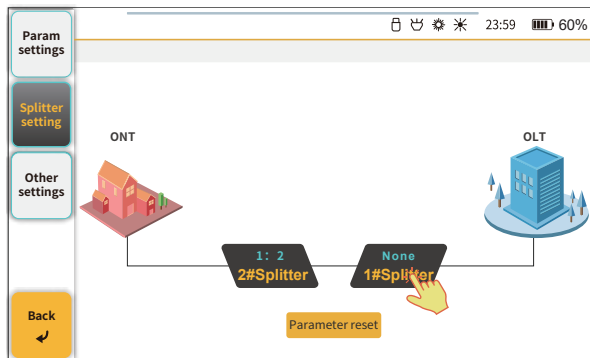 23:59 60%
Param
settings
Splitter
setting
Other
settings
Back
ONT
OLT
1: 2
2#Splitter
None
1#Splitter
Parameter reset